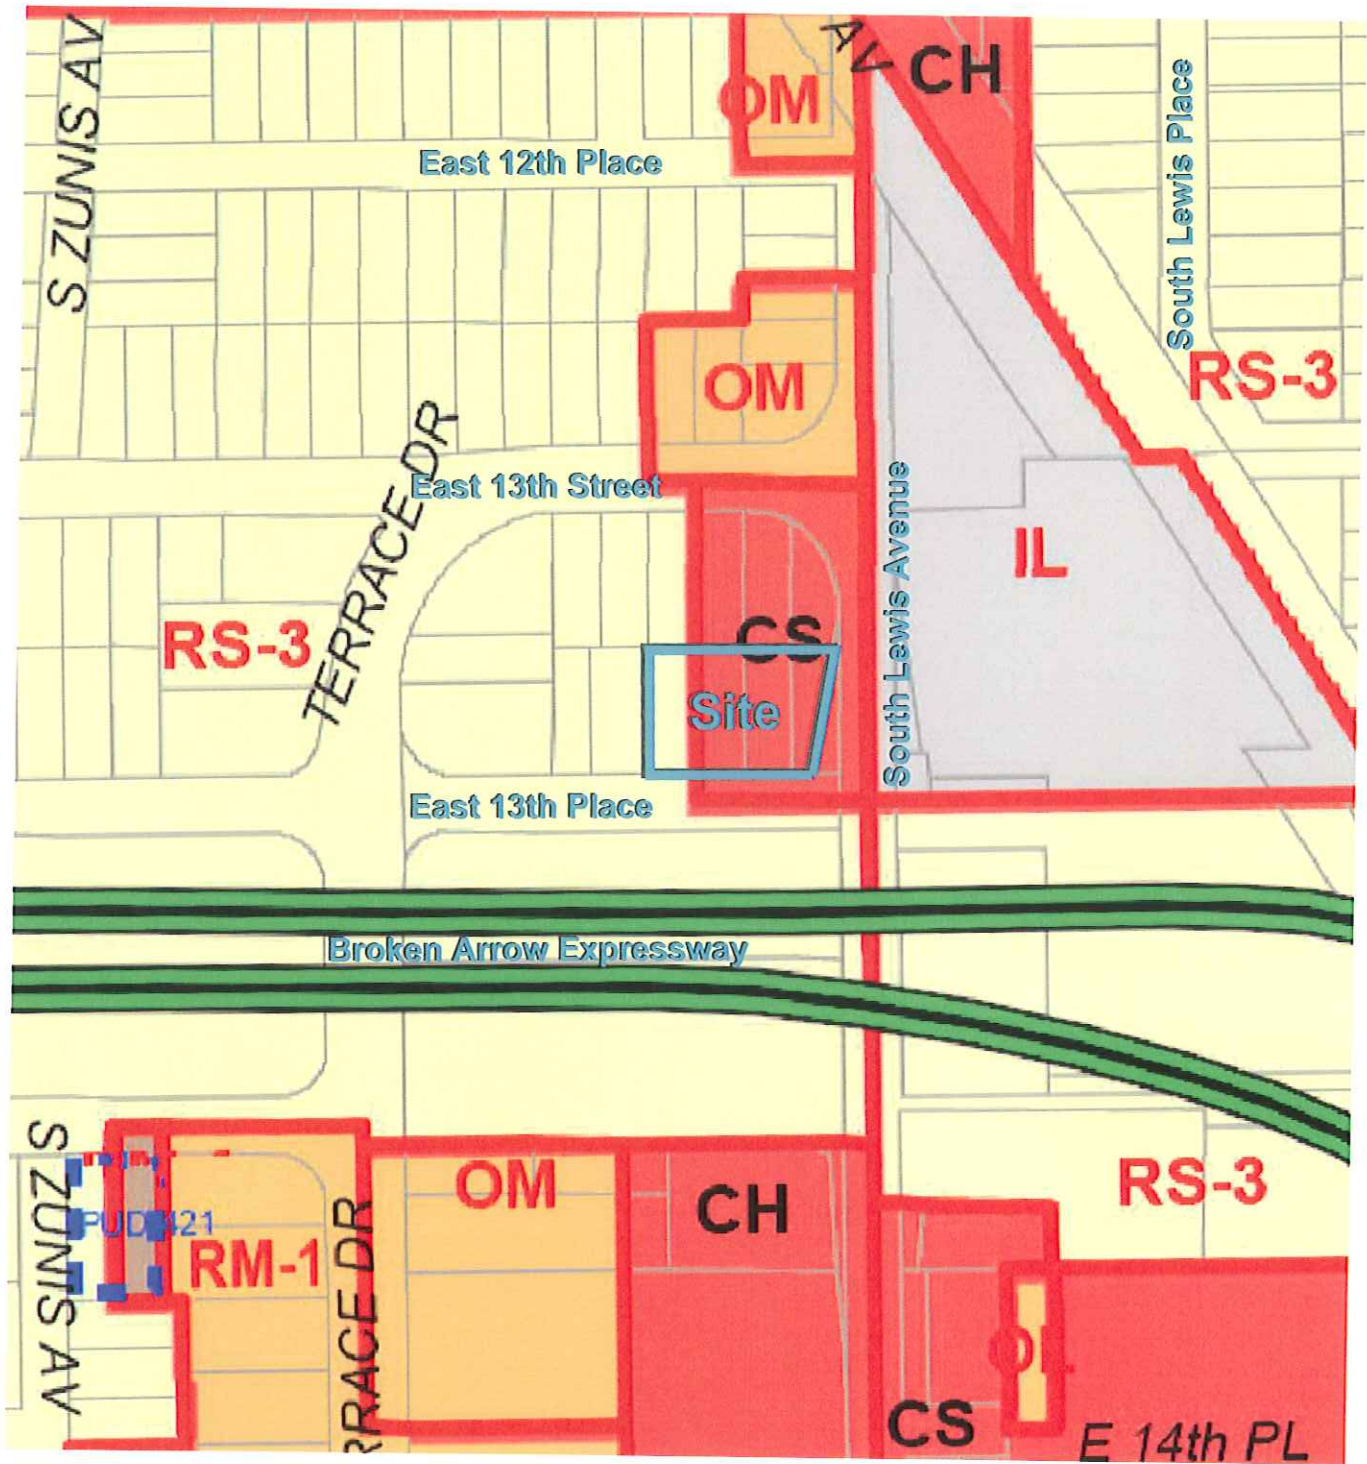 S ZUNIS AV
AV
CH
OM
South Lewis Place
East 12th Place
RS-3
OM
TERRACE DR
East 13th Street
South Lewis Avenue
IL
RS-3
CS
Site
East 13th Place
Broken Arrow Expressway
S ZUNIS AV
PUD-421
RM-1
RRACE DR
OM
CH
RS-3
OL
CS
E 14th PL